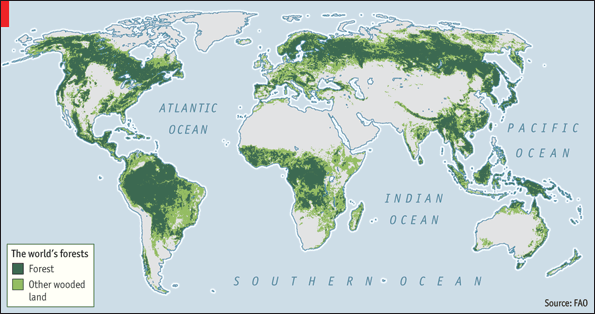 ATLANTIC
OCEAN
PACIFIC
OCEAN
INDIAN
OCEAN
SOUTHERN OCEAN
The world's forests
Forest
Other wooded
land
Source: FAO